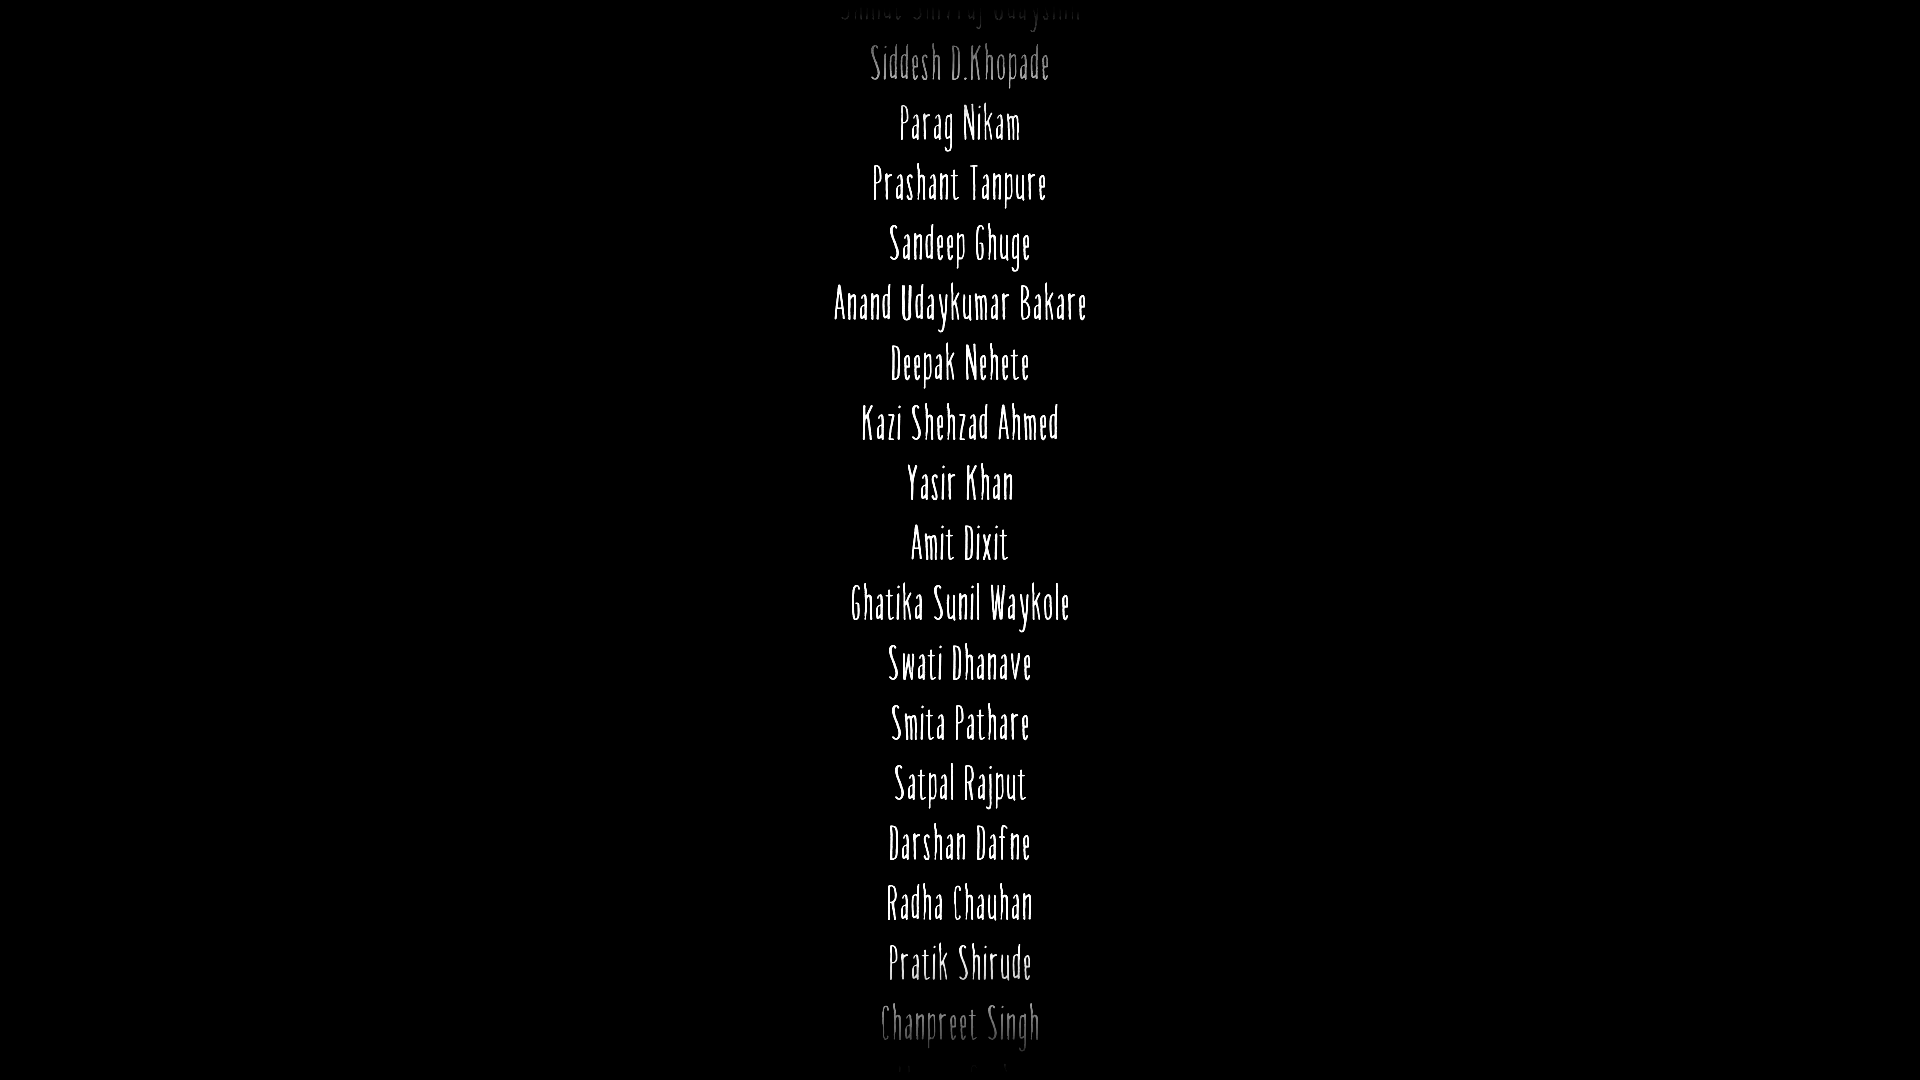 Siddesh D.Khopade
Parag Nikam
Prashant Tanpure
Sandeep Ghuge
Anand Udaykumar Bakare
Deepak Nehete
Kazi Shehzad Ahmed
Yasir Khan
Amit Dixit
Ghatika Sunil Waykole
Swati Dhanave
Smita Pathare
Satpal Rajput
Darshan Dafne
Radha Chauhan
Pratik Shirude
Chanpreet Singh